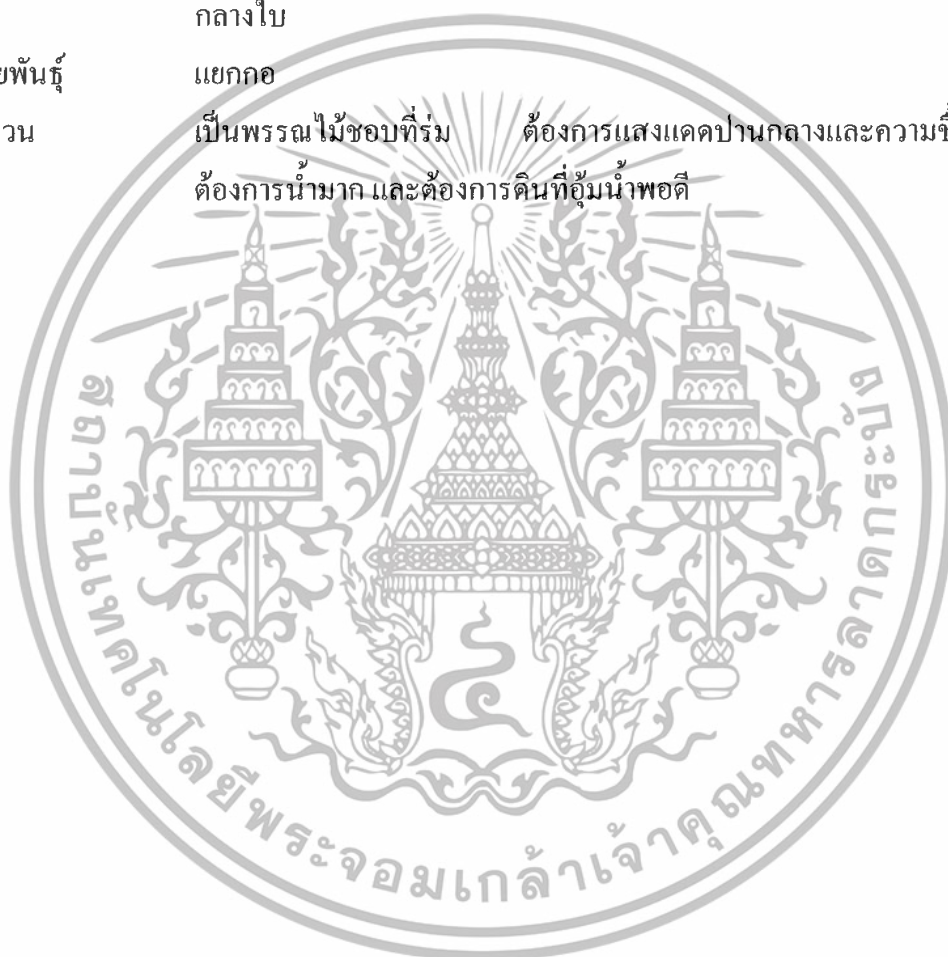 กลางใบ
ยพันธุ์ แยกกอ
วน เป็นพรรณไม้ชอบที่ร่ม ต้องการแสงแดดปานกลางและความชื้
ต้องการน้ำมาก และต้องการดินที่อุ้มน้ำพอดี
๔
สถาบันเทคโนโลยีพระจอมเกล้าเจ้าคุณทหารลาดกระบัง